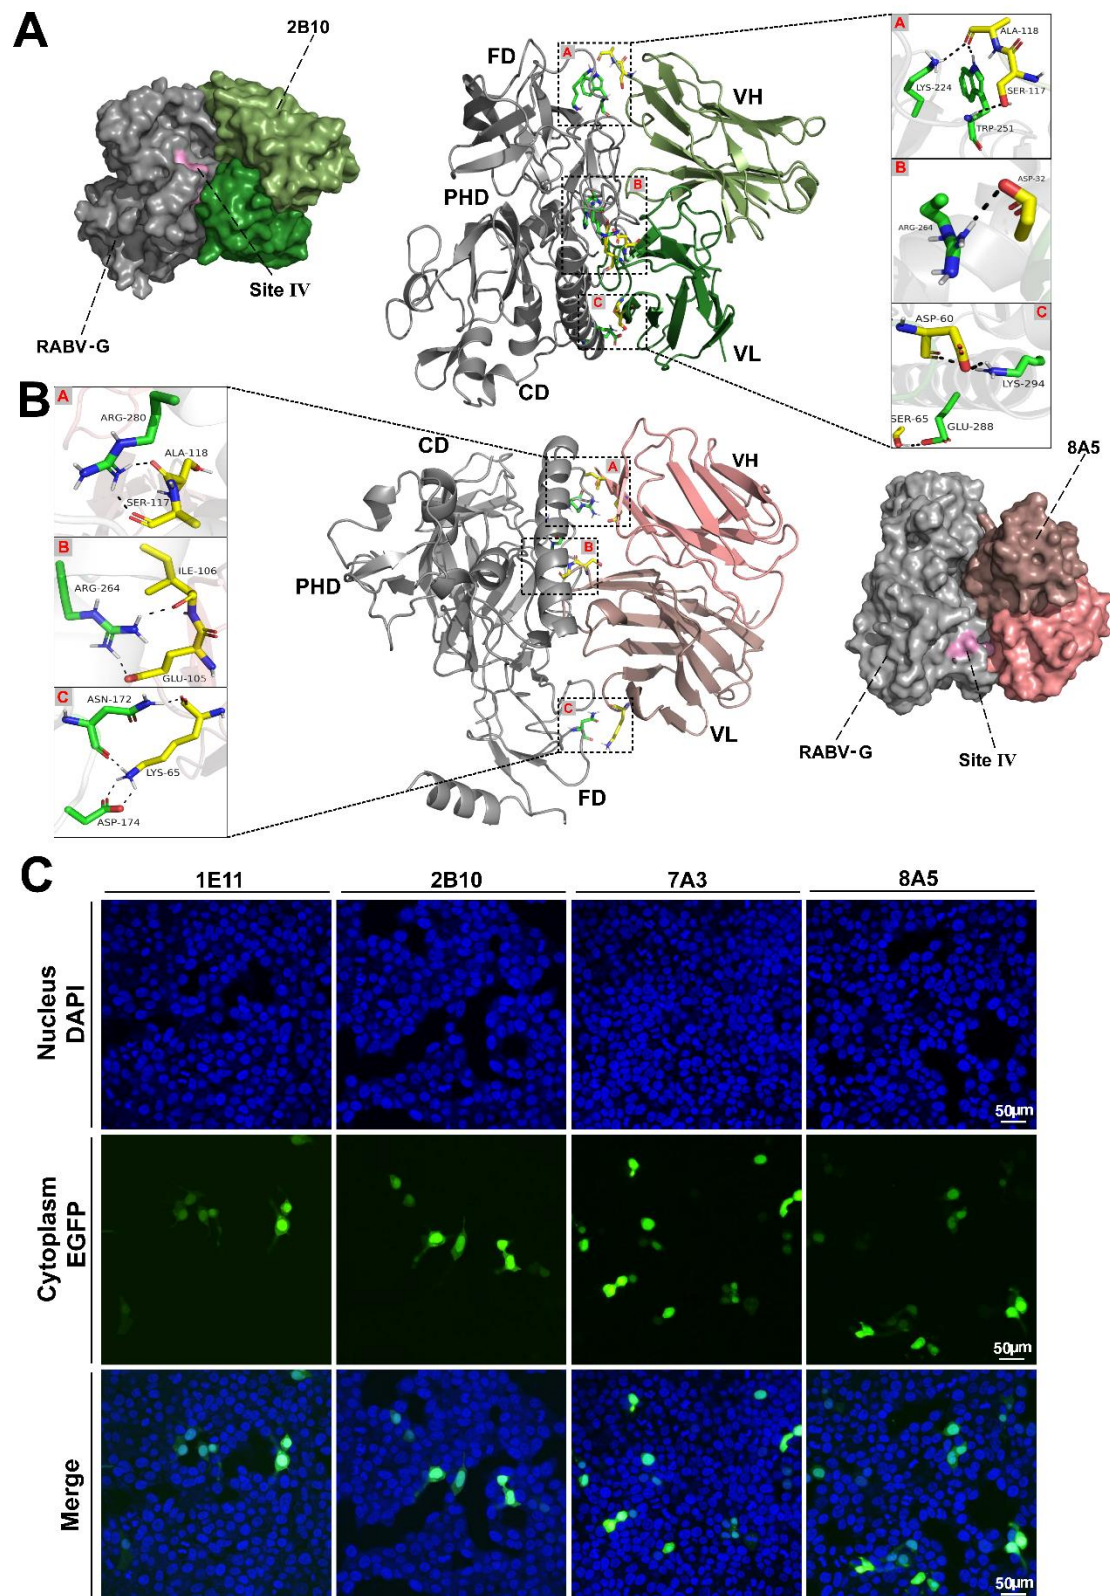 A
2B10
Site IV
RABV-G
FD
A
VH
PHD
B
C
CD
VL
A
ALA-118
LYS-224
SER-117
TRP-251
B
ASP-32
ARG-264
C
ASP-60
LYS-294
SER-65
GLU-288
B
A
ARG-280
ALA-118
SER-117
B
ILE-106
ARG-264
GLU-105
C
ASN-172
LYS-65
ASP-174
CD
A
VH
B
PHD
C
VL
FD
8A5
RABV-G
Site IV
C
1E11
2B10
7A3
8A5
Nucleus
DAPI
50μm
Cytoplasm
EGFP
50μm
Merge
50μm